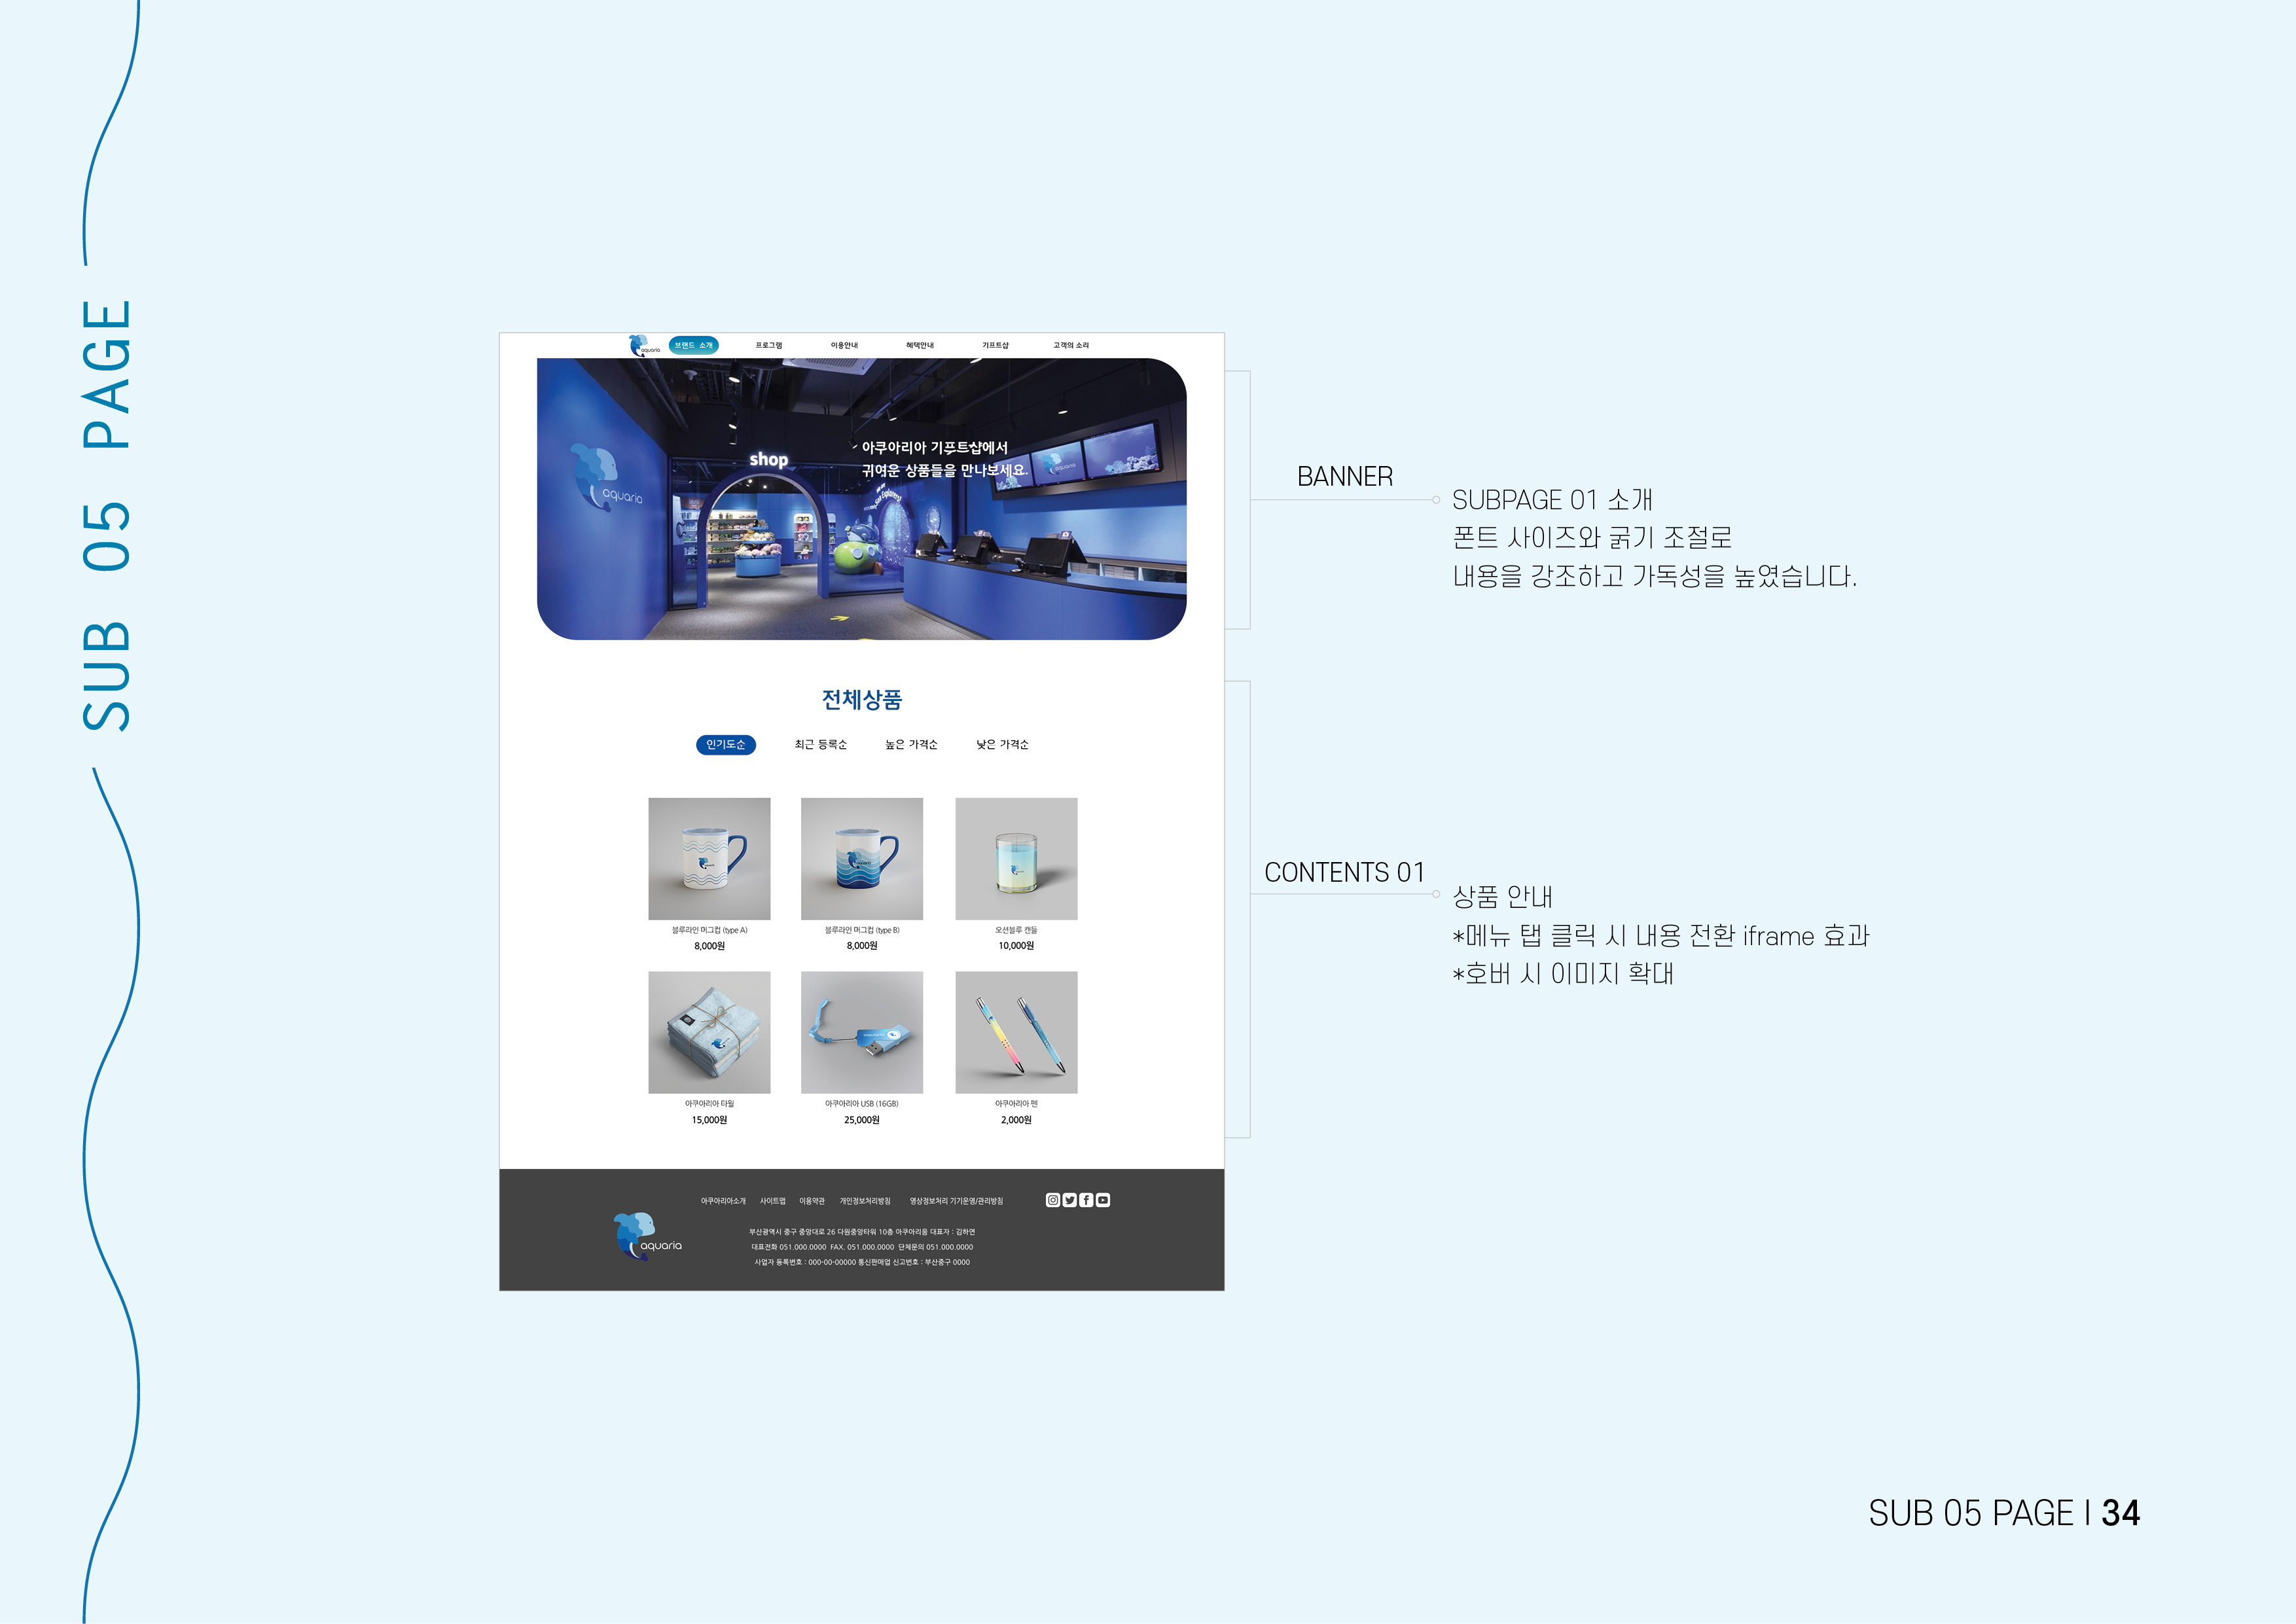 SUB 05 PAGE
aquaria
브랜드 소개
프로그램
이용안내
혜택안내
기프트샵
고객의 소리
aquaria
shop
아쿠아리아 기프트샵에서
귀여운 상품들을 만나보세요.
aquaria
BANNER
SUBPAGE 01 소개
폰트 사이즈와 굵기 조절로
내용을 강조하고 가독성을 높였습니다.
전체상품
인기도순
최근 등록순
높은 가격순
낮은 가격순
블루라인 머그컵 (type A)
8,000원
블루라인 머그컵 (type B)
8,000원
오션블루 캔들
10,000원
CONTENTS 01
상품 안내
*메뉴 탭 클릭 시 내용 전환 iframe 효과
*호버 시 이미지 확대
아쿠아리아 타월
15,000원
아쿠아리아 USB (16GB)
25,000원
아쿠아리아 펜
2,000원
아쿠아리아소개 사이트맵 이용약관 개인정보처리방침 영상정보처리 기기운영/관리방침
aquaria
부산광역시 중구 중앙대로 26 다원중앙타워 10층 아쿠아리움 대표자 : 김하연
대표전화 051.000.0000 FAX. 051.000.0000 단체문의 051.000.0000
사업자 등록번호 : 000-00-00000 통신판매업 신고번호 : 부산중구 0000
SUB 05 PAGE I 34